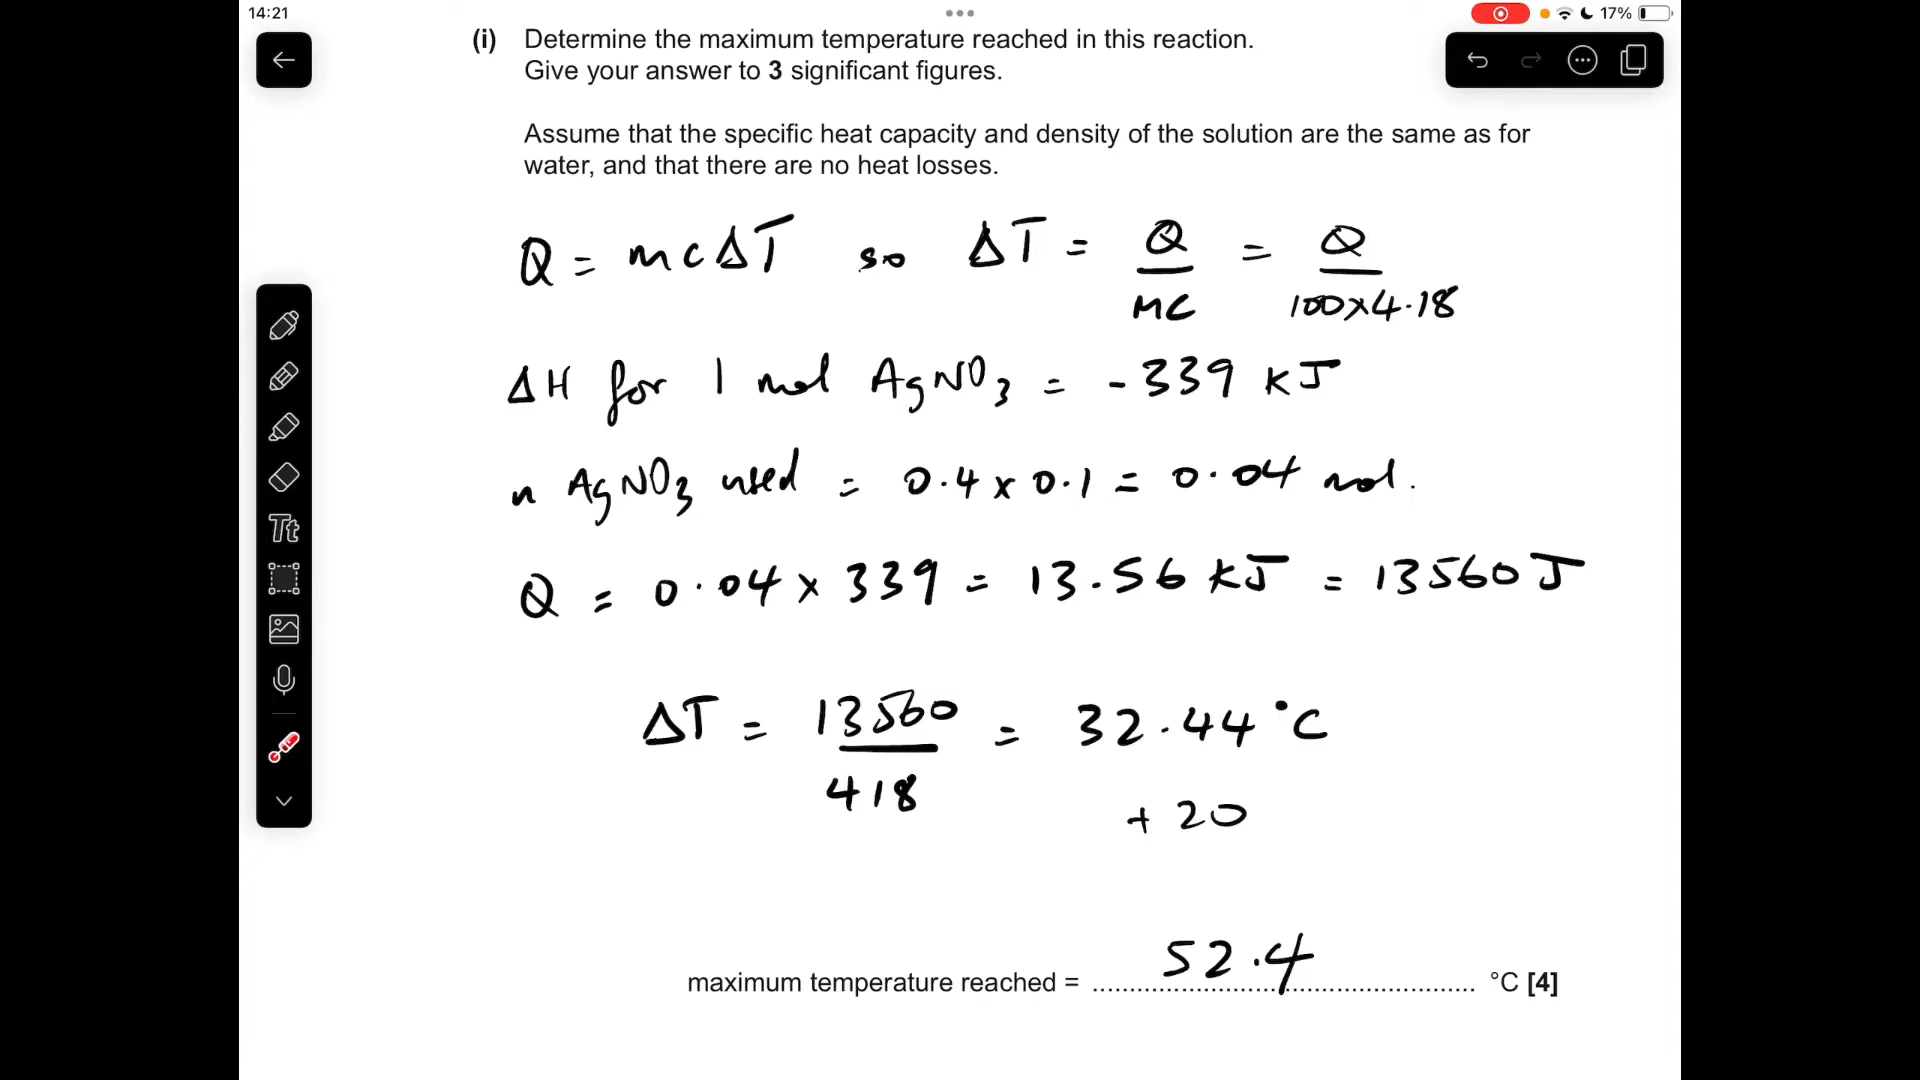 14:21
17%
(i) Determine the maximum temperature reached in this reaction.
Give your answer to 3 significant figures.
Assume that the specific heat capacity and density of the solution are the same as for
water, and that there are no heat losses.
Q = mcΔT so ΔT = Q/mc = Q/100×4.18
ΔH for 1 mol AgNO₃ = -339 kJ
n AgNO₃ used = 0.4 × 0.1 = 0.04 mol.
Q = 0.04 × 339 = 13.56 kJ = 13560 J
ΔT = 13560/418 = 32.44 °C
+ 20
maximum temperature reached = 52.4 °C [4]
Tt